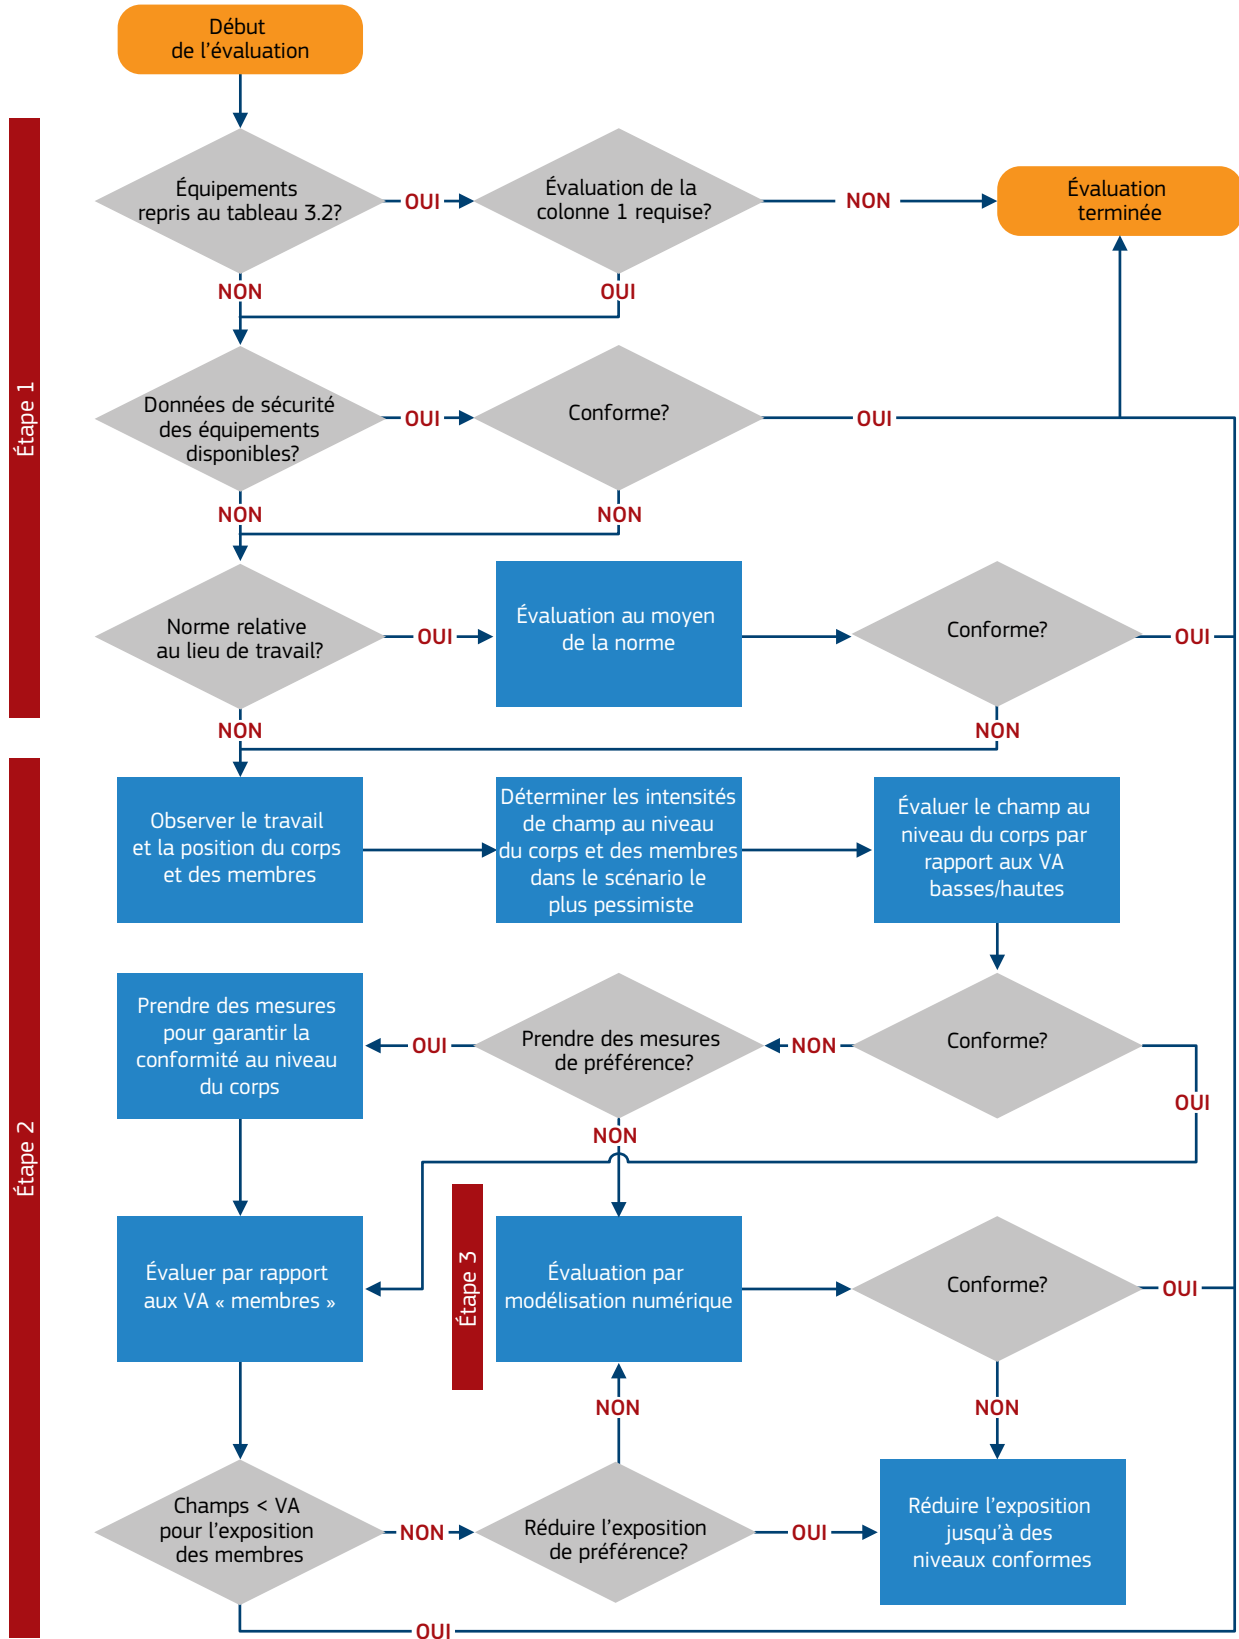 Début
de l’évaluation
Étape 1
Équipements
repris au tableau 3.2?
OUI
Évaluation de la
colonne 1 requise?
NON
Évaluation
terminée
NON
OUI
Données de sécurité
des équipements
disponibles?
OUI
Conforme?
OUI
NON
NON
Norme relative
au lieu de travail?
OUI
Évaluation au moyen
de la norme
Conforme?
OUI
NON
NON
Étape 2
Observer le travail
et la position du corps
et des membres
Déterminer les intensités
de champ au niveau
du corps et des membres
dans le scénario le
plus pessimiste
Évaluer le champ au
niveau du corps par
rapport aux VA
basses/hautes
Prendre des mesures
pour garantir la
conformité au niveau
du corps
OUI
Prendre des mesures
de préférence?
NON
Conforme?
OUI
NON
Évaluer par rapport
aux VA « membres »
Étape 3
Évaluation par
modélisation numérique
Conforme?
OUI
NON
NON
Champs < VA
pour l’exposition
des membres
NON
Réduire l’exposition
de préférence?
OUI
Réduire l’exposition
jusqu’à des
niveaux conformes
OUI